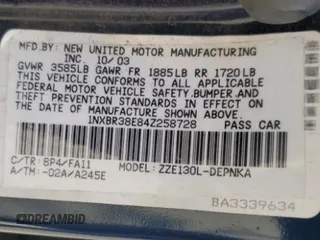 MFD. BY: NEW UNITED MOTOR MANUFACTURING
INC. 10/03
GVWR 3585LB GAWR FR 1885LB RR 1720LB
THIS VEHICLE CONFORMS TO ALL APPLICABLE
FEDERAL MOTOR VEHICLE SAFETY,BUMPER,AND
THEFT PREVENTION STANDARDS IN EFFECT ON
THE DATE OF MANUFACTURE SHOWN ABOVE.
1NXBR38E84Z258728 PASS CAR
C/TR: 8P4/FA11 MODEL: ZZE130L-DEPNKA
A/TM: -02A/A245E
BA3339634
AUTOBIDMASTER